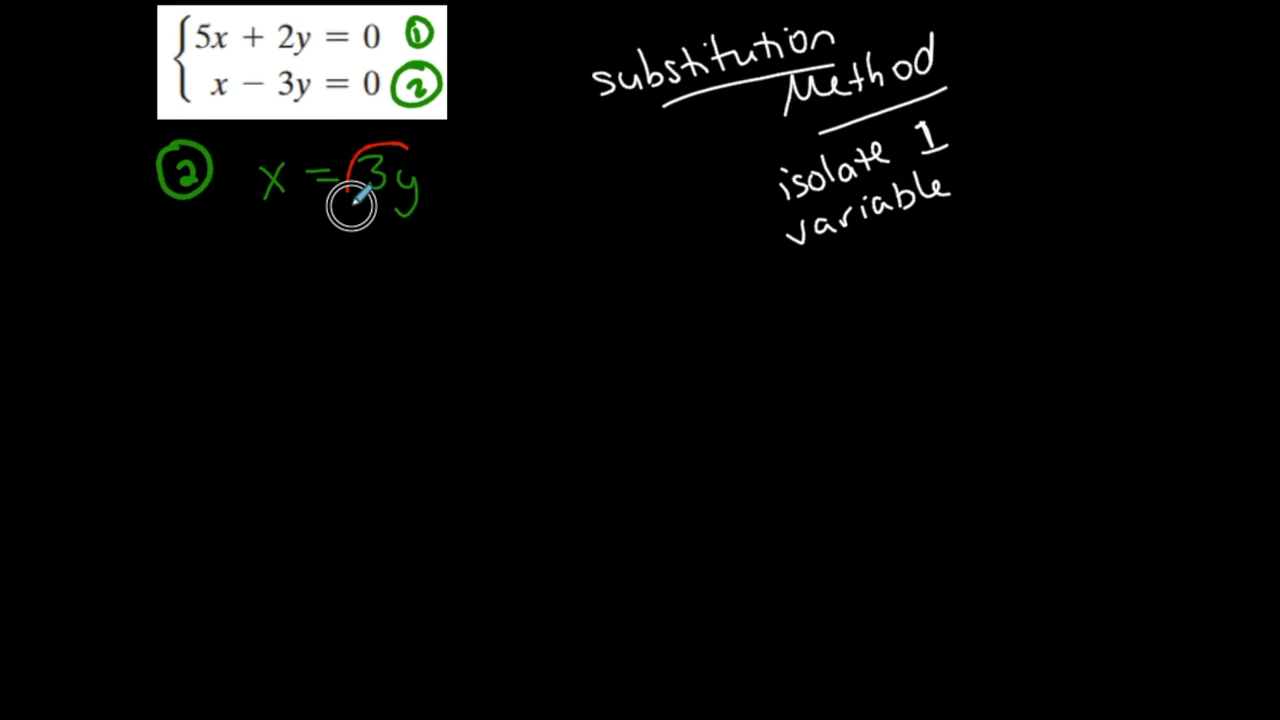 5x + 2y = 0 ①
x − 3y = 0 ②
② x = 3y
substitution
Method
isolate 1
variable